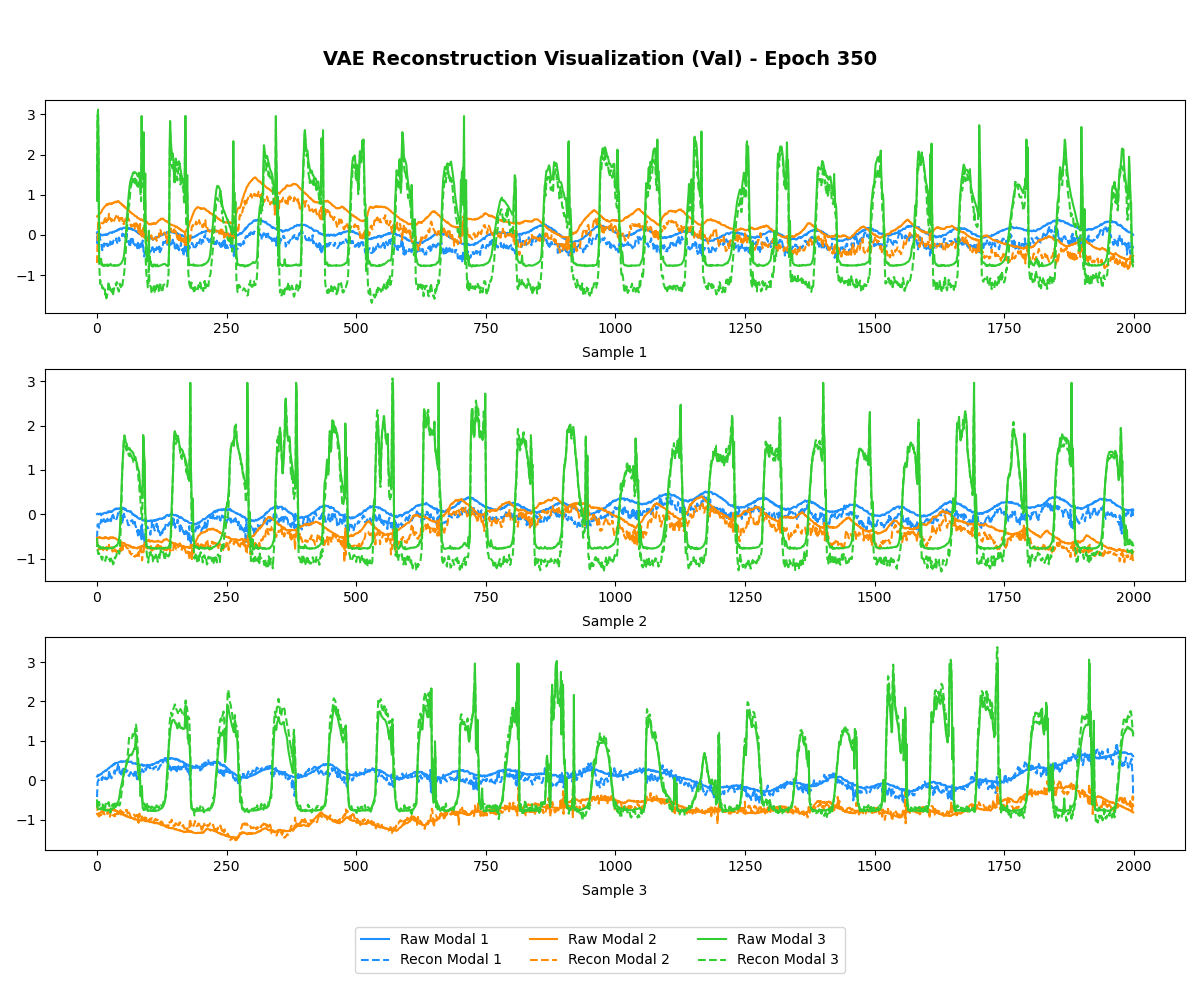 VAE Reconstruction Visualization (Val) - Epoch 350
3
2
1
0
−1
0 250 500 750 1000 1250 1500 1750 2000
Sample 1
3
2
1
0
−1
0 250 500 750 1000 1250 1500 1750 2000
Sample 2
3
2
1
0
−1
0 250 500 750 1000 1250 1500 1750 2000
Sample 3
Raw Modal 1 Raw Modal 2 Raw Modal 3
Recon Modal 1 Recon Modal 2 Recon Modal 3